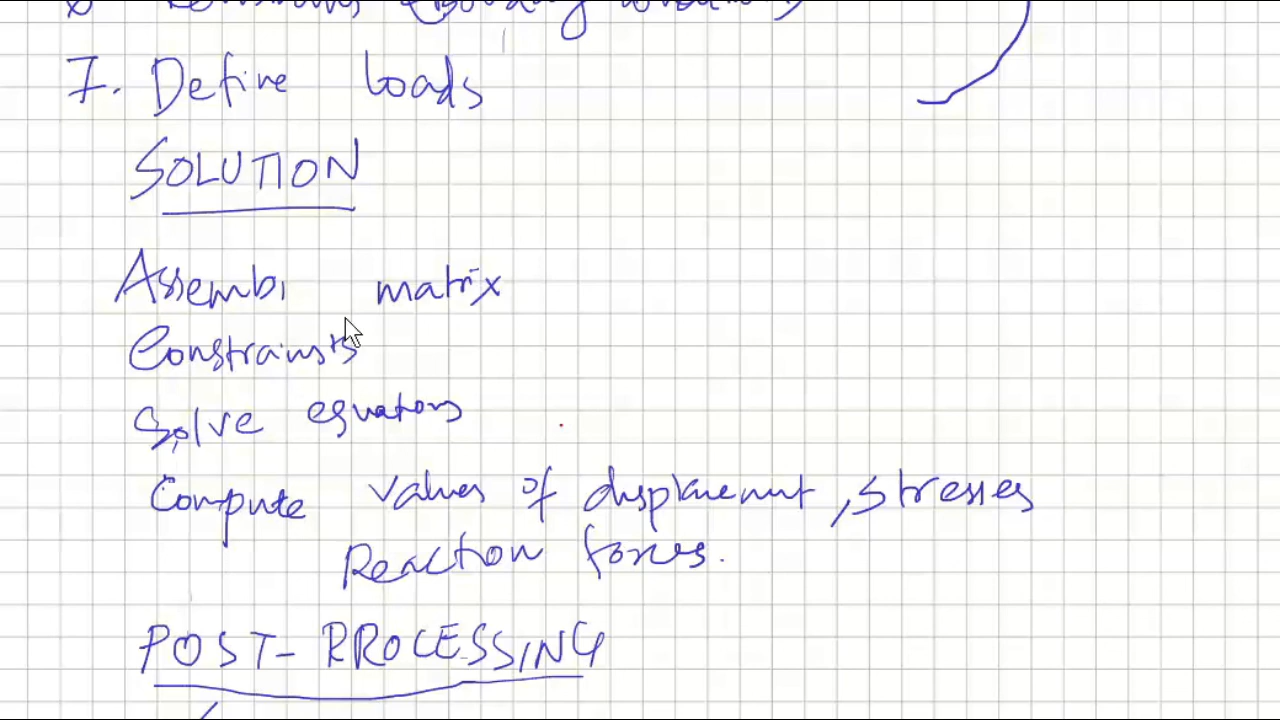 7. Define loads
SOLUTION
Assembl matrix
Constraints
Solve equations
Compute values of displacement, stresses
Reaction forces.
POST-PROCESSING